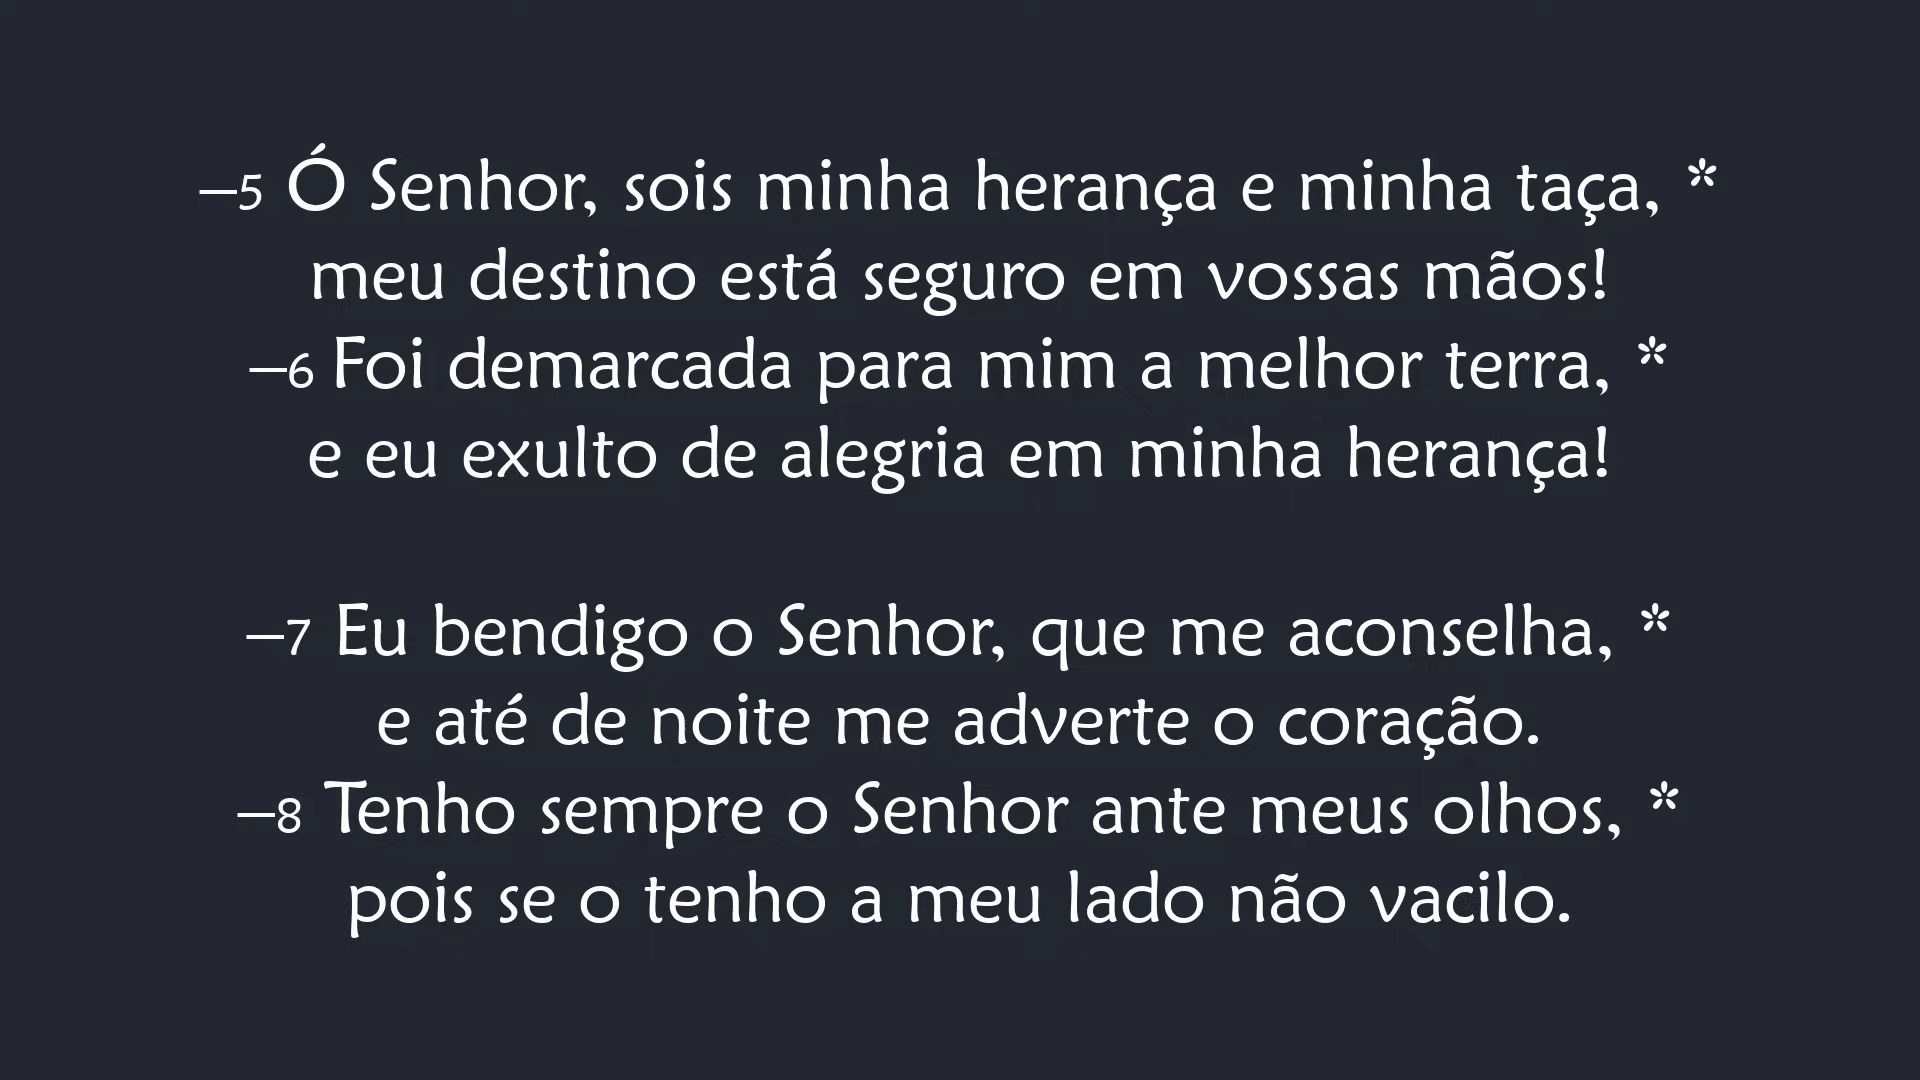 –5 Ó Senhor, sois minha herança e minha taça, *
meu destino está seguro em vossas mãos!
–6 Foi demarcada para mim a melhor terra, *
e eu exulto de alegria em minha herança!
–7 Eu bendigo o Senhor, que me aconselha, *
e até de noite me adverte o coração.
–8 Tenho sempre o Senhor ante meus olhos, *
pois se o tenho a meu lado não vacilo.